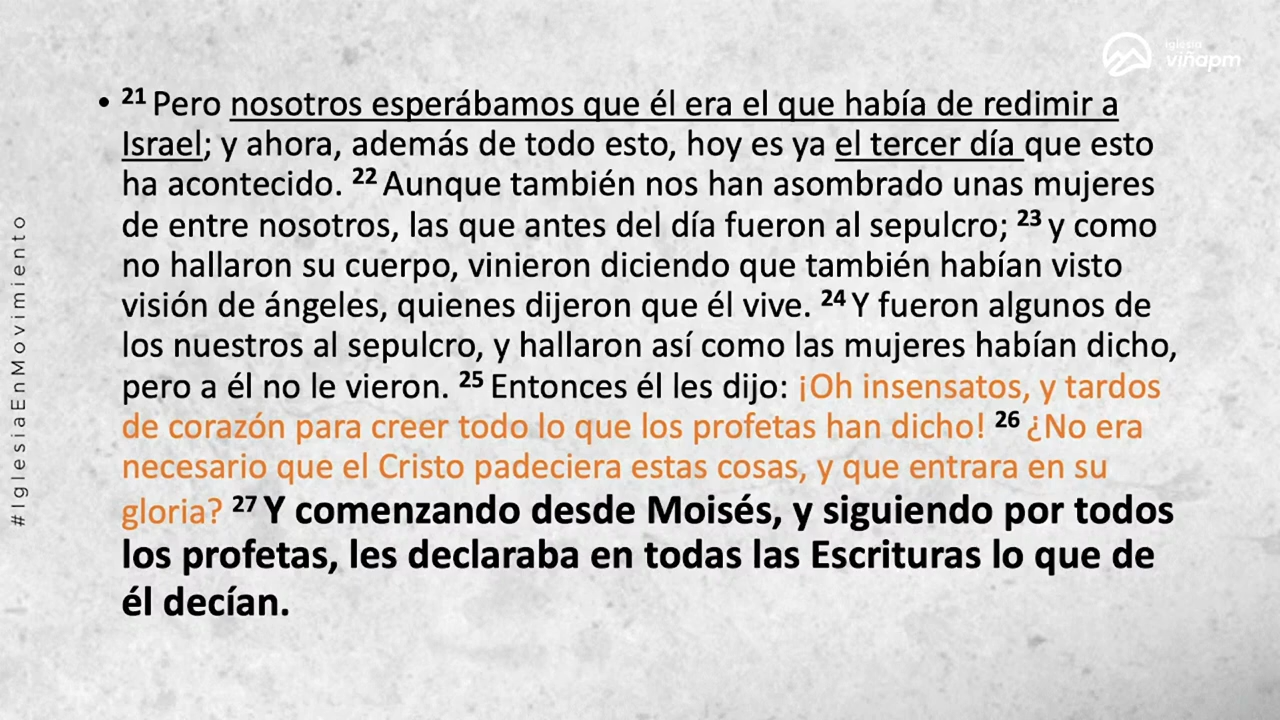 iglesia
viñapm
• 21 Pero nosotros esperábamos que él era el que había de redimir a
Israel; y ahora, además de todo esto, hoy es ya el tercer día que esto
ha acontecido. 22 Aunque también nos han asombrado unas mujeres
de entre nosotros, las que antes del día fueron al sepulcro; 23 y como
no hallaron su cuerpo, vinieron diciendo que también habían visto
visión de ángeles, quienes dijeron que él vive. 24 Y fueron algunos de
los nuestros al sepulcro, y hallaron así como las mujeres habían dicho,
pero a él no le vieron. 25 Entonces él les dijo: ¡Oh insensatos, y tardos
de corazón para creer todo lo que los profetas han dicho! 26 ¿No era
necesario que el Cristo padeciera estas cosas, y que entrara en su
gloria? 27 Y comenzando desde Moisés, y siguiendo por todos
los profetas, les declaraba en todas las Escrituras lo que de
él decían.
#IglesiaEnMovimiento